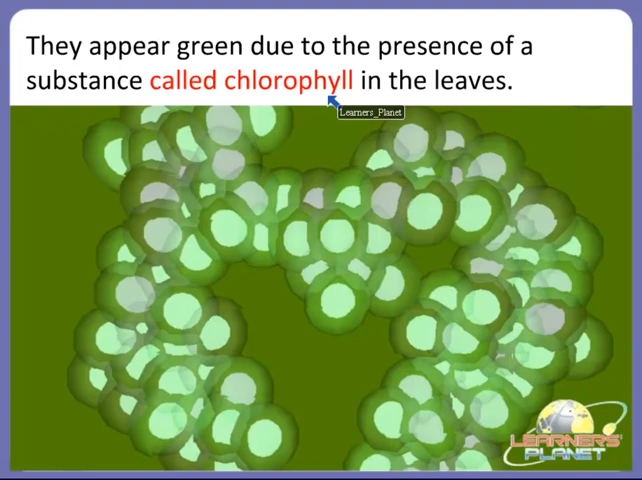 They appear green due to the presence of a
substance called chlorophyll in the leaves.
Learners_Planet
LEARNERS'
PLANET